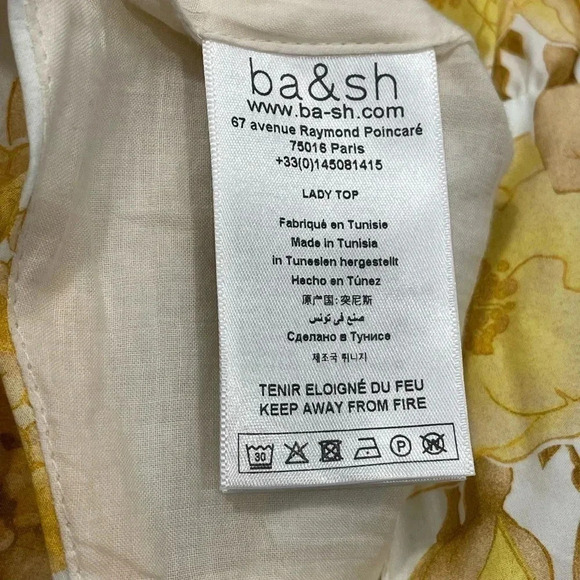 ba&sh
www.ba-sh.com
67 avenue Raymond Poincaré
75016 Paris
+33(0)145081415
LADY TOP
Fabriqué en Tunisie
Made in Tunisia
in Tunesien hergestellt
Hecho en Túnez
原产国: 突尼斯
صنع في تونس
Сделано в Тунисе
제조국 튀니지
TENIR ELOIGNÉ DU FEU
KEEP AWAY FROM FIRE
30 P